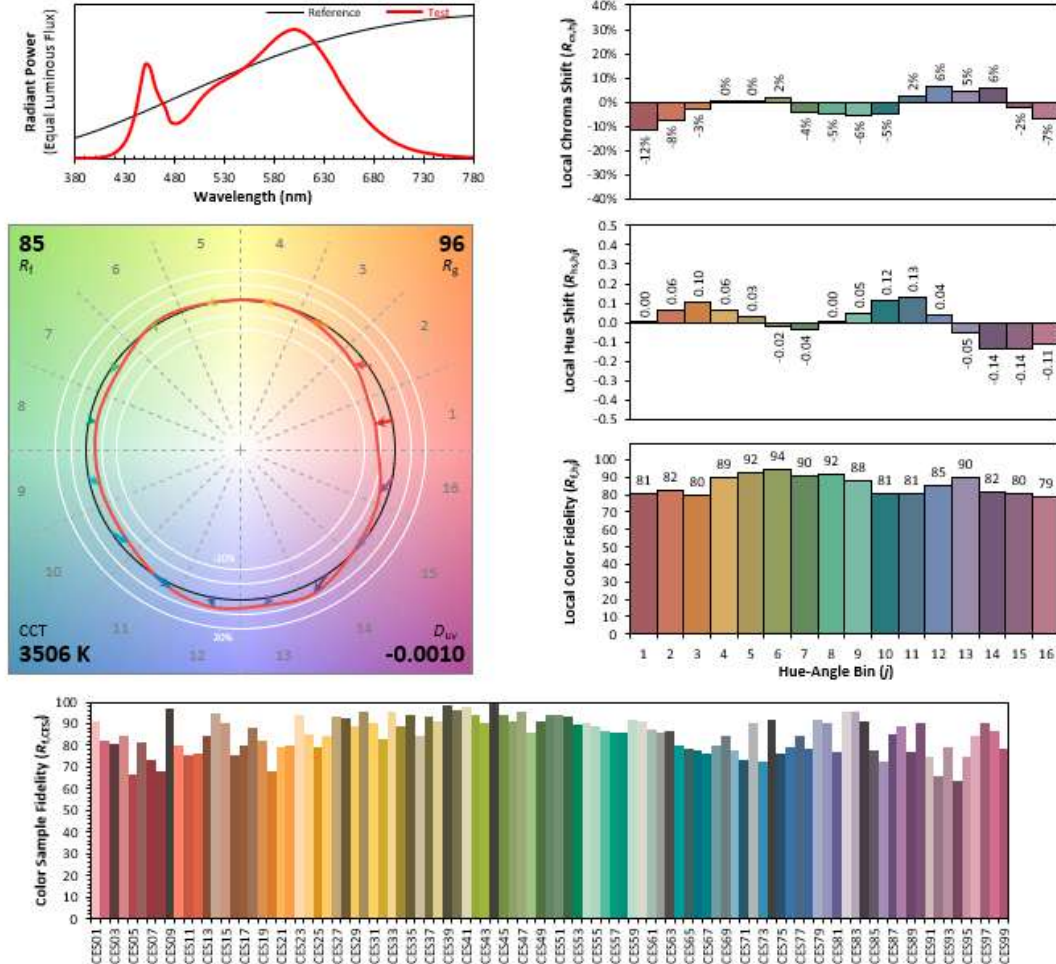 Reference
Test
Radiant Power
(Equal Luminous Flux)
380 430 480 530 580 630 680 730 780
Wavelength (nm)
Local Chroma Shift (Rcs,hj)
40%
30%
20%
10%
0%
-10%
-20%
-30%
-40%
-12% -8% -3% 0% 0% 2% -4% -5% -6% -5% 2% 6% 5% 6% -2% -7%
85
Rf
96
Rg
1 2 3 4 5 6 7 8 9 10 11 12 13 14 15 16
-20%
20%
CCT
3506 K
Duv
-0.0010
Local Hue Shift (Rhs,hj)
0.5
0.4
0.3
0.2
0.1
0.0
-0.1
-0.2
-0.3
-0.4
-0.5
0.00 0.06 0.10 0.06 0.03 -0.02 -0.04 0.00 0.05 0.12 0.13 0.04 -0.05 -0.14 -0.14 -0.11
Local Color Fidelity (Rf,hj)
100
90
80
70
60
50
40
30
20
10
0
81 82 80 89 92 94 90 92 88 81 81 85 90 82 80 79
1 2 3 4 5 6 7 8 9 10 11 12 13 14 15 16
Hue-Angle Bin (j)
Color Sample Fidelity (Rf,CESi)
100
90
80
70
60
50
40
30
20
10
0
CES01 CES03 CES05 CES07 CES09 CES11 CES13 CES15 CES17 CES19 CES21 CES23 CES25 CES27 CES29 CES31 CES33 CES35 CES37 CES39 CES41 CES43 CES45 CES47 CES49 CES51 CES53 CES55 CES57 CES59 CES61 CES63 CES65 CES67 CES69 CES71 CES73 CES75 CES77 CES79 CES81 CES83 CES85 CES87 CES89 CES91 CES93 CES95 CES97 CES99